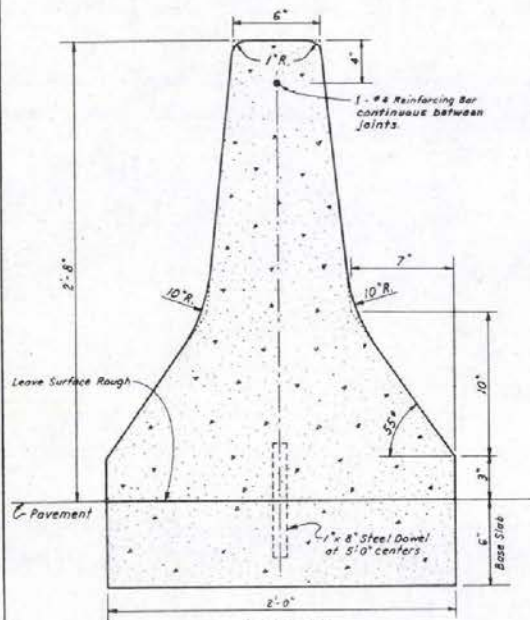 6"
1" R.
4"
1 - #4 Reinforcing Bar
continuous between
joints.
2'-8"
7"
10" R.
10" R.
Leave Surface Rough
55°
10"
3"
Pavement
1" x 8" Steel Dowel
at 5'-0" centers
6"
Base Slab
2'-0"